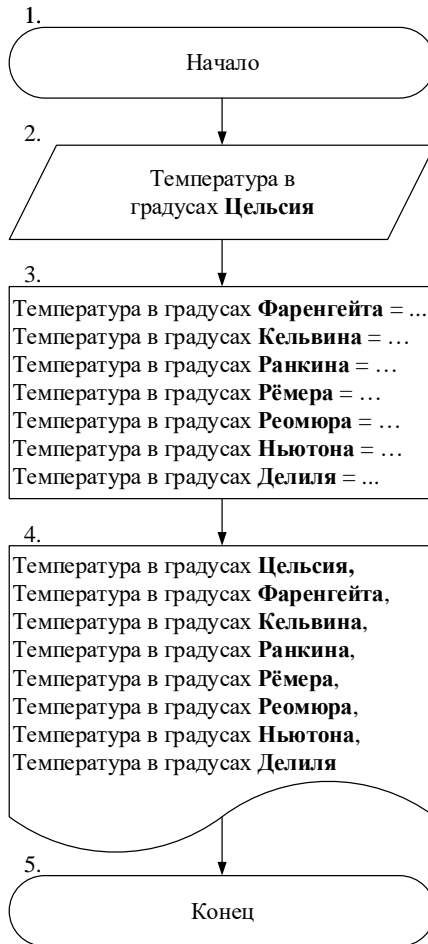 1.
Начало
2.
Температура в
градусах Цельсия
3.
Температура в градусах Фаренгейта = ...
Температура в градусах Кельвина = …
Температура в градусах Ранкина = …
Температура в градусах Рёмера = …
Температура в градусах Реомюра = …
Температура в градусах Ньютона = …
Температура в градусах Делиля = ...
4.
Температура в градусах Цельсия,
Температура в градусах Фаренгейта,
Температура в градусах Кельвина,
Температура в градусах Ранкина,
Температура в градусах Рёмера,
Температура в градусах Реомюра,
Температура в градусах Ньютона,
Температура в градусах Делиля
5.
Конец